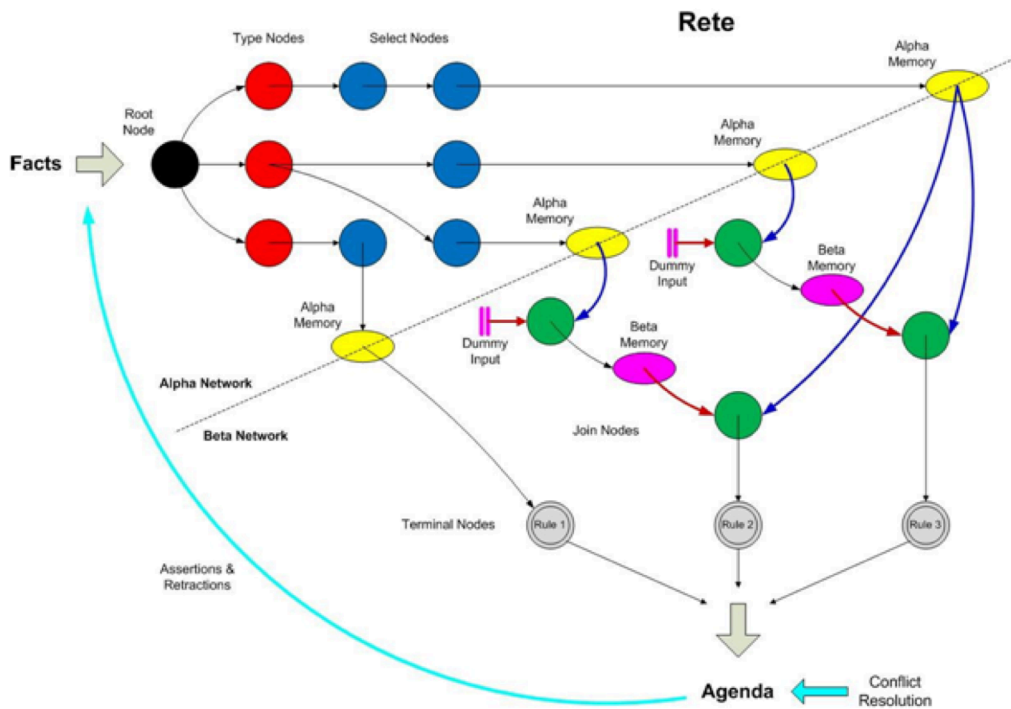 Rete
Type Nodes
Select Nodes
Alpha
Memory
Root
Node
Alpha
Memory
Facts
Alpha
Memory
Dummy
Input
Beta
Memory
Alpha
Memory
Dummy
Input
Beta
Memory
Alpha Network
Beta Network
Join Nodes
Terminal Nodes
Rule 1
Rule 2
Rule 3
Assertions &
Retractions
Agenda
Conflict
Resolution